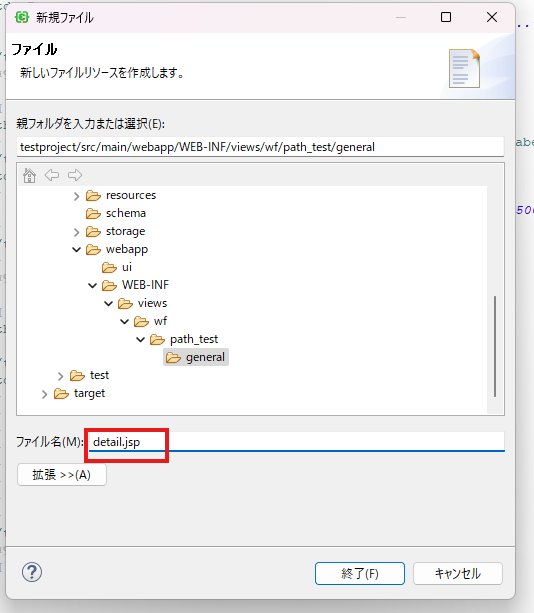 新規ファイル
ファイル
新しいファイルリソースを作成します。
親フォルダを入力または選択(E):
testproject/src/main/webapp/WEB-INF/views/wf/path_test/general
resources
schema
storage
webapp
ui
WEB-INF
views
wf
path_test
general
test
target
ファイル名(M): detail.jsp
拡張 >>(A)
終了(F) キャンセル